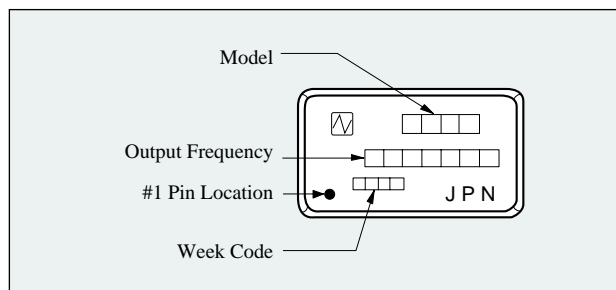 Model
Output Frequency
#1 Pin Location
JPN
Week Code